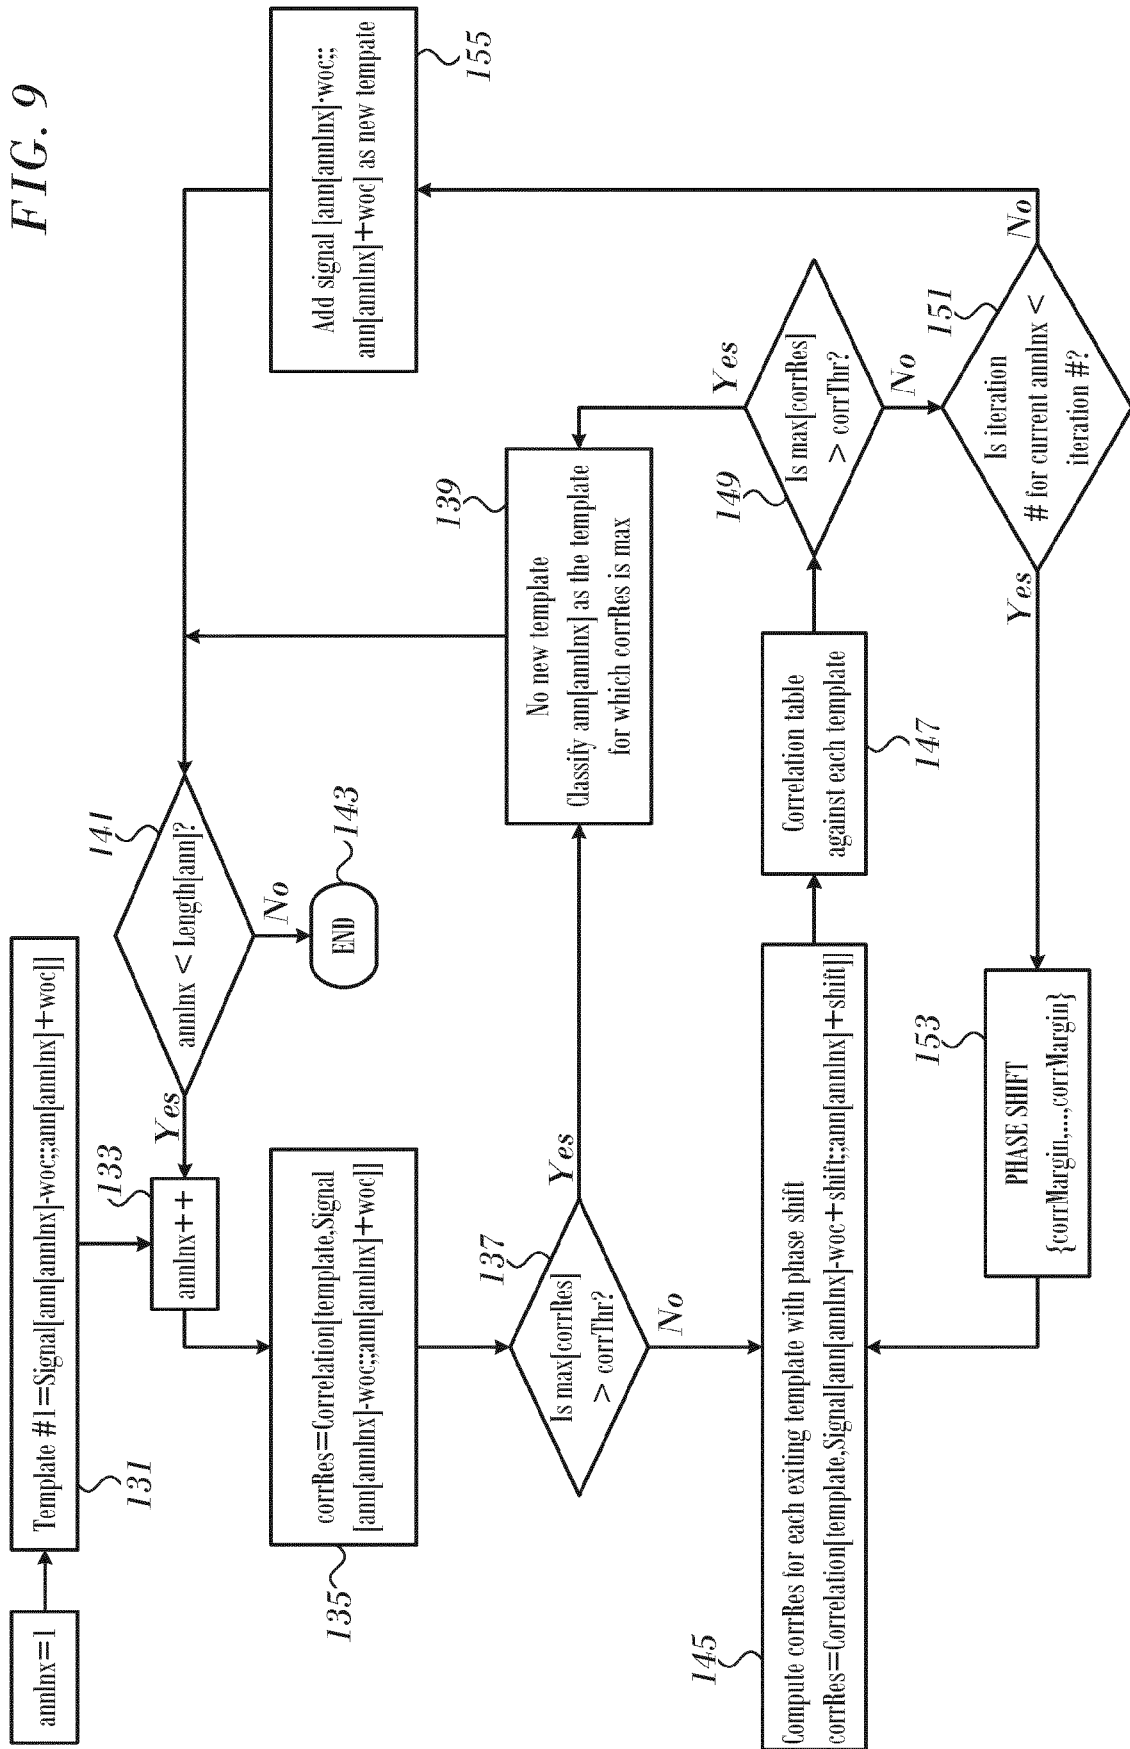 FIG. 9
annInx=1
Template #1=Signal[ann[annInx]-woc;;ann[annInx]+woc]]
131
annInx++
133
annInx < Length[ann]?
141
Yes
No
END
143
corrRes=Correlation[template,Signal
[ann[annInx]-woc;;ann[annInx]+woc]]
135
Is max[corrRes]
> corrThr?
137
Yes
No
No new template
Classify ann[annInx] as the template
for which corrRes is max
139
Add signal [ann[annInx]-woc;;
ann[annInx]+woc] as new tempate
155
Compute corrRes for each exiting template with phase shift
corrRes=Correlation[template,Signal[ann[annInx]-woc+shift;;ann[annInx]+shift]]
145
Correlation table
against each template
147
Is max[corrRes]
> corrThr?
149
Yes
No
Is iteration
# for current annInx <
iteration #?
151
Yes
No
PHASE SHIFT
{corrMargin,...,corrMargin}
153